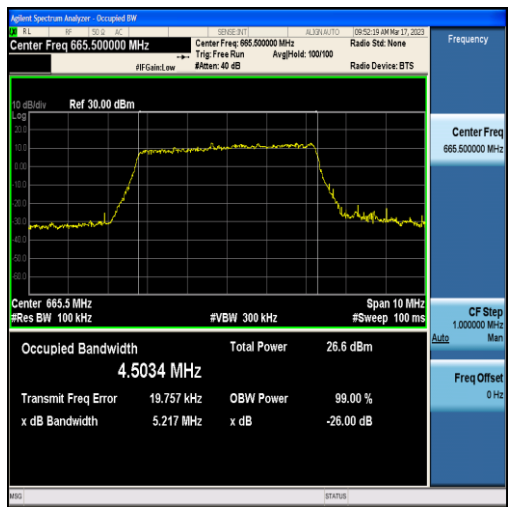 Agilent Spectrum Analyzer - Occupied BW
RL RF 50 Ω AC SENSE:INT ALIGN AUTO 09:52:19 AM Mar 17, 2023
Center Freq 665.500000 MHz
Center Freq: 665.500000 MHz Radio Std: None
Trig: Free Run Avg|Hold: 100/100
#IFGain:Low #Atten: 40 dB Radio Device: BTS
10 dB/div Ref 30.00 dBm
Log
20.0
10.0
0.00
-10.0
-20.0
-30.0
-40.0
-50.0
-60.0
Center 665.5 MHz Span 10 MHz
#Res BW 100 kHz #VBW 300 kHz #Sweep 100 ms
Occupied Bandwidth Total Power 26.6 dBm
4.5034 MHz
Transmit Freq Error 19.757 kHz OBW Power 99.00 %
x dB Bandwidth 5.217 MHz x dB -26.00 dB
MSG STATUS
Frequency
Center Freq
665.500000 MHz
CF Step
1.000000 MHz
Auto Man
Freq Offset
0 Hz